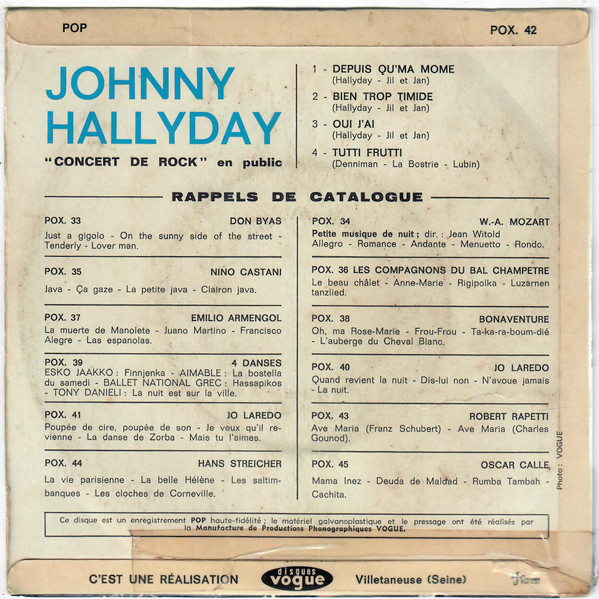 POP
POX. 42
JOHNNY
HALLYDAY
"CONCERT DE ROCK" en public
1 - DEPUIS QU'MA MOME
(Hallyday - Jil et Jan)
2 - BIEN TROP TIMIDE
(Hallyday - Jil et Jan)
3 - OUI J'AI
(Hallyday - Jil et Jan)
4 - TUTTI FRUTTI
(Denniman - La Bostrie - Lubin)
RAPPELS DE CATALOGUE
POX. 33 DON BYAS
Just a gigolo - On the sunny side of the street -
Tenderly - Lover man.
POX. 35 NINO CASTANI
Java - Ça gaze - La petite java - Clairon java.
POX. 37 EMILIO ARMENGOL
La muerte de Manolete - Juano Martino - Francisco
Alegre - Las espanolas.
POX. 39 4 DANSES
ESKO JAAKKO : Finnjenka - AIMABLE : La bostella
du samedi - BALLET NATIONAL GREC : Hassapikos
- TONY DANIELI : La nuit est sur la ville.
POX. 41 JO LAREDO
Poupée de cire, poupée de son - Je veux qu'il re-
vienne - La danse de Zorba - Mais tu l'aimes.
POX. 44 HANS STREICHER
La vie parisienne - La belle Hélène - Les saltim-
banques - Les cloches de Corneville.
POX. 34 W.-A. MOZART
Petite musique de nuit ; dir. : Jean Witold
Allegro - Romance - Andante - Menuetto - Rondo.
POX. 36 LES COMPAGNONS DU BAL CHAMPETRE
Le beau châlet - Anne-Marie - Rigipolka - Luzarnen
tanzlied.
POX. 38 BONAVENTURE
Oh, ma Rose-Marie - Frou-Frou - Ta-ka-ra-boum-dié
- L'auberge du Cheval Blanc.
POX. 40 JO LAREDO
Quand revient la nuit - Dis-lui non - N'avoue jamais
- La nuit.
POX. 43 ROBERT RAPETTI
Ave Maria (Franz Schubert) - Ave Maria (Charles
Gounod).
POX. 45 OSCAR CALLE
Mama Inez - Deuda de Maldad - Rumba Tambah -
Cachita.
Photo : VOGUE
Ce disque est un enregistrement POP haute-fidélité ; le matériel galvanoplastique et le pressage ont été réalisés par
la Manufacture de Productions Phonographiques VOGUE.
C'EST UNE RÉALISATION
disques
vogue
Villetaneuse (Seine)